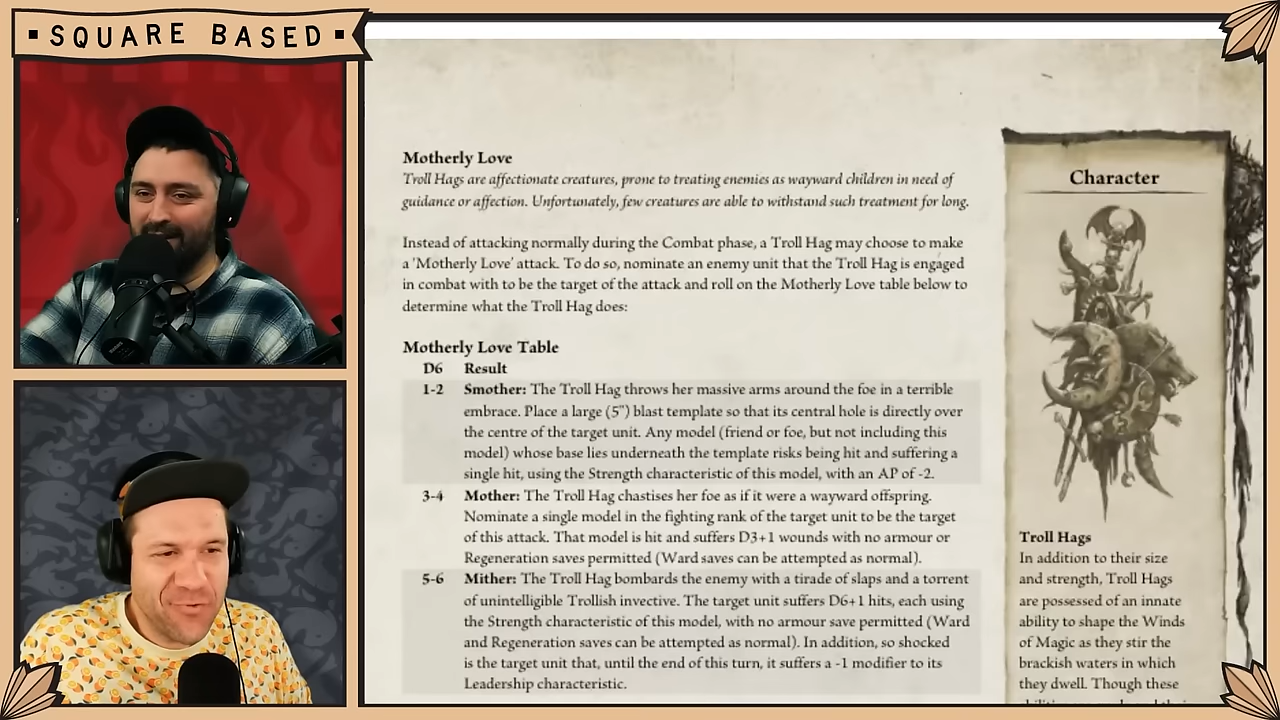 SQUARE BASED
Motherly Love
Troll Hags are affectionate creatures, prone to treating enemies as wayward children in need of
guidance or affection. Unfortunately, few creatures are able to withstand such treatment for long.
Instead of attacking normally during the Combat phase, a Troll Hag may choose to make
a 'Motherly Love' attack. To do so, nominate an enemy unit that the Troll Hag is engaged
in combat with to be the target of the attack and roll on the Motherly Love table below to
determine what the Troll Hag does:
Motherly Love Table
D6 Result
1-2 Smother: The Troll Hag throws her massive arms around the foe in a terrible
embrace. Place a large (5") blast template so that its central hole is directly over
the centre of the target unit. Any model (friend or foe, but not including this
model) whose base lies underneath the template risks being hit and suffering a
single hit, using the Strength characteristic of this model, with an AP of -2.
3-4 Mother: The Troll Hag chastises her foe as if it were a wayward offspring.
Nominate a single model in the fighting rank of the target unit to be the target
of this attack. That model is hit and suffers D3+1 wounds with no armour or
Regeneration saves permitted (Ward saves can be attempted as normal).
5-6 Mither: The Troll Hag bombards the enemy with a tirade of slaps and a torrent
of unintelligible Trollish invective. The target unit suffers D6+1 hits, each using
the Strength characteristic of this model, with no armour save permitted (Ward
and Regeneration saves can be attempted as normal). In addition, so shocked
is the target unit that, until the end of this turn, it suffers a -1 modifier to its
Leadership characteristic.
Character
Troll Hags
In addition to their size
and strength, Troll Hags
are possessed of an innate
ability to shape the Winds
of Magic as they stir the
brackish waters in which
they dwell. Though these